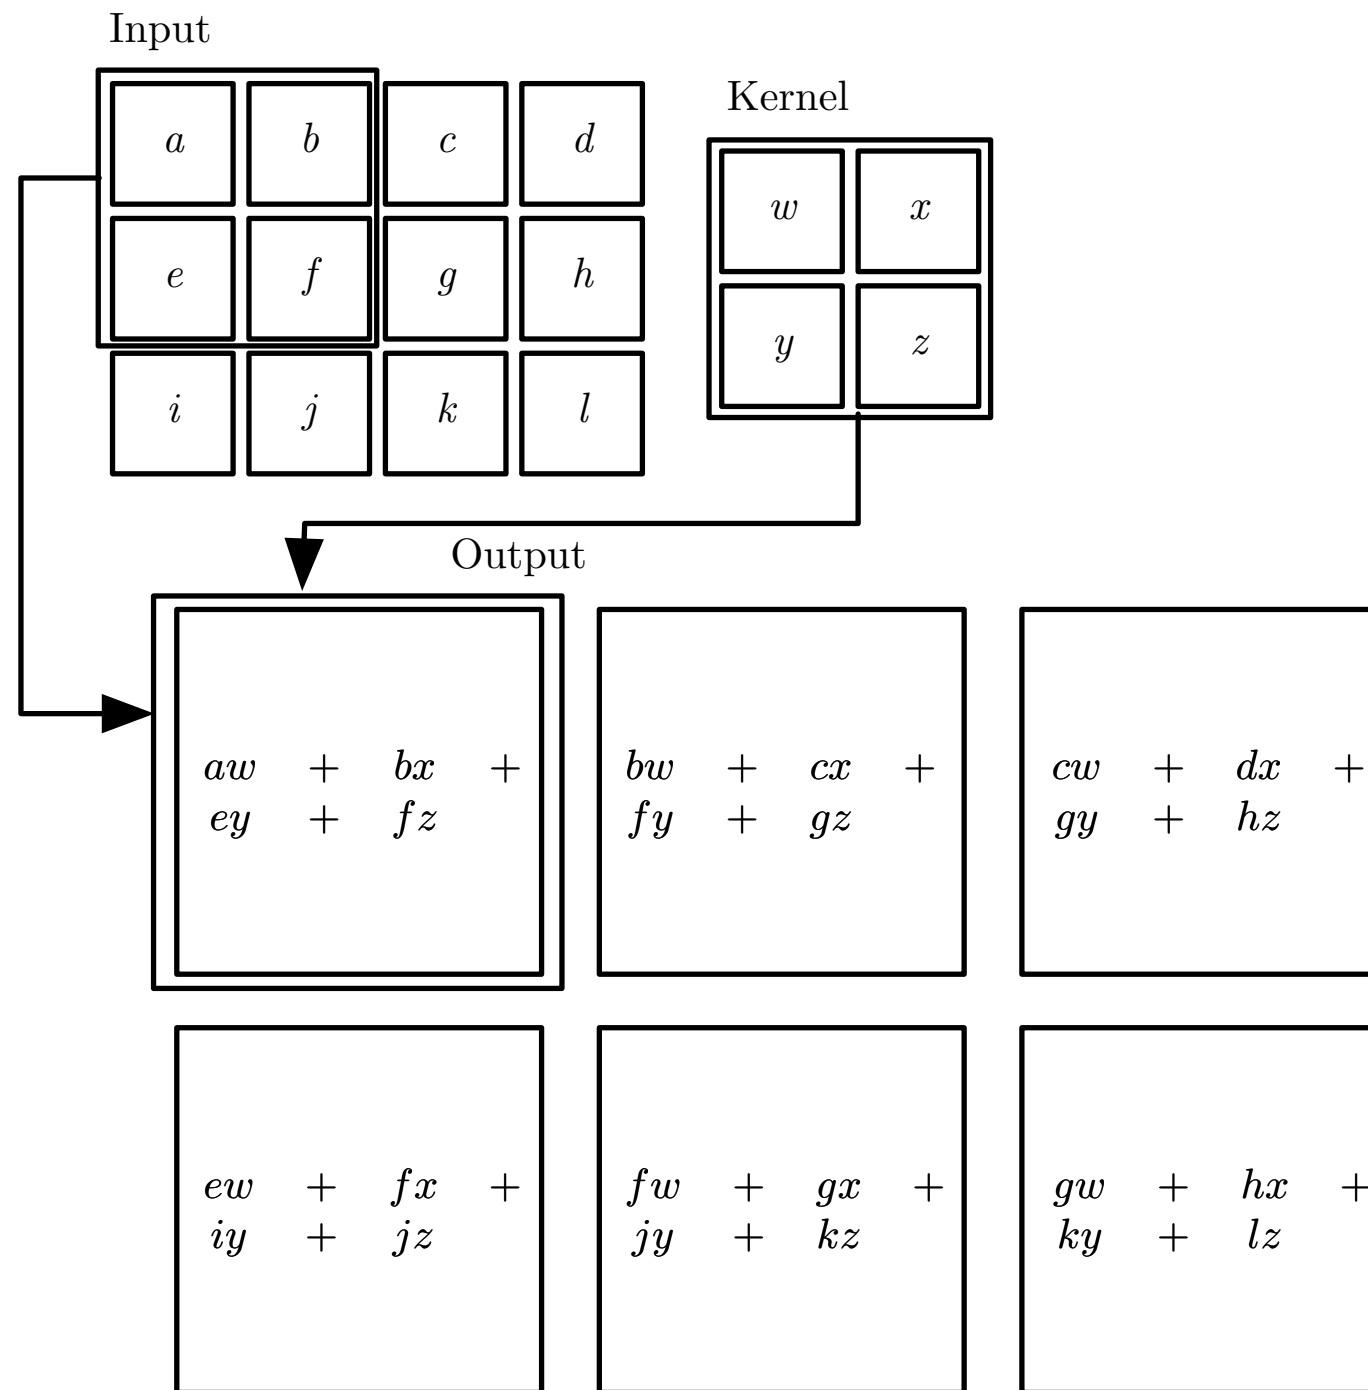 Input
a b c d
e f g h
i j k l
Kernel
w x
y z
Output
aw + bx +
ey + fz
bw + cx +
fy + gz
cw + dx +
gy + hz
ew + fx +
iy + jz
fw + gx +
jy + kz
gw + hx +
ky + lz